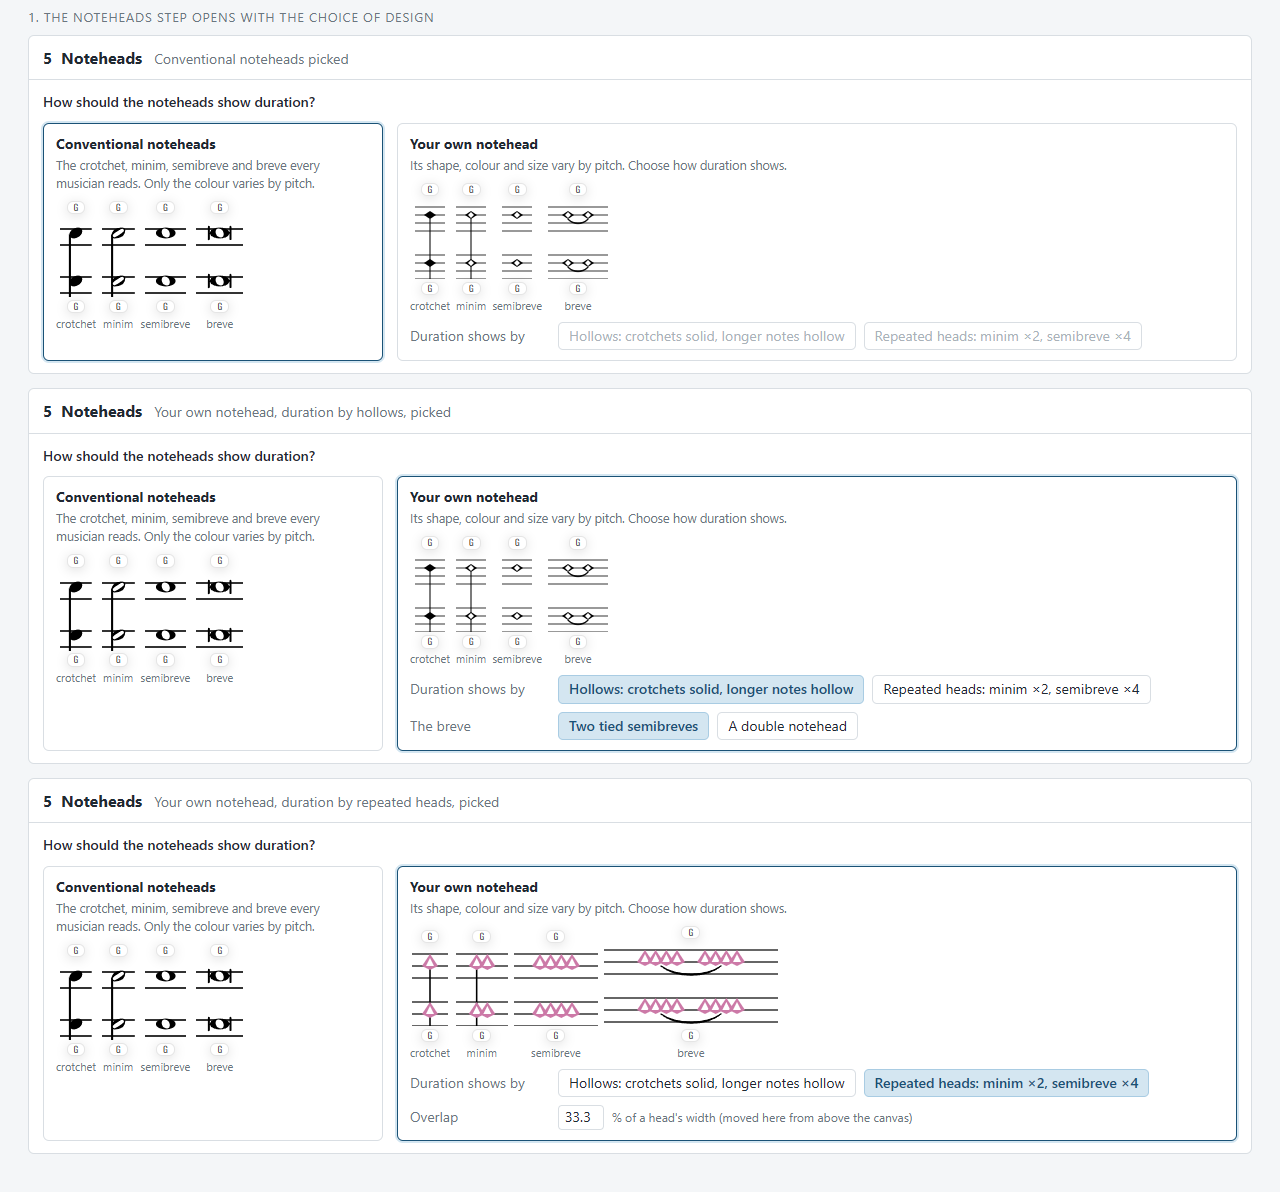 1. THE NOTEHEADS STEP OPENS WITH THE CHOICE OF DESIGN
5 Noteheads Conventional noteheads picked
How should the noteheads show duration?
Conventional noteheads
The crotchet, minim, semibreve and breve every
musician reads. Only the colour varies by pitch.
G G G G
G G G G
crotchet minim semibreve breve
Your own notehead
Its shape, colour and size vary by pitch. Choose how duration shows.
G G G G
G G G G
crotchet minim semibreve breve
Duration shows by Hollows: crotchets solid, longer notes hollow Repeated heads: minim ×2, semibreve ×4
5 Noteheads Your own notehead, duration by hollows, picked
How should the noteheads show duration?
Conventional noteheads
The crotchet, minim, semibreve and breve every
musician reads. Only the colour varies by pitch.
G G G G
G G G G
crotchet minim semibreve breve
Your own notehead
Its shape, colour and size vary by pitch. Choose how duration shows.
G G G G
G G G G
crotchet minim semibreve breve
Duration shows by Hollows: crotchets solid, longer notes hollow Repeated heads: minim ×2, semibreve ×4
The breve Two tied semibreves A double notehead
5 Noteheads Your own notehead, duration by repeated heads, picked
How should the noteheads show duration?
Conventional noteheads
The crotchet, minim, semibreve and breve every
musician reads. Only the colour varies by pitch.
G G G G
G G G G
crotchet minim semibreve breve
Your own notehead
Its shape, colour and size vary by pitch. Choose how duration shows.
G G G G
G G G G
crotchet minim semibreve breve
Duration shows by Hollows: crotchets solid, longer notes hollow Repeated heads: minim ×2, semibreve ×4
Overlap 33.3 % of a head's width (moved here from above the canvas)